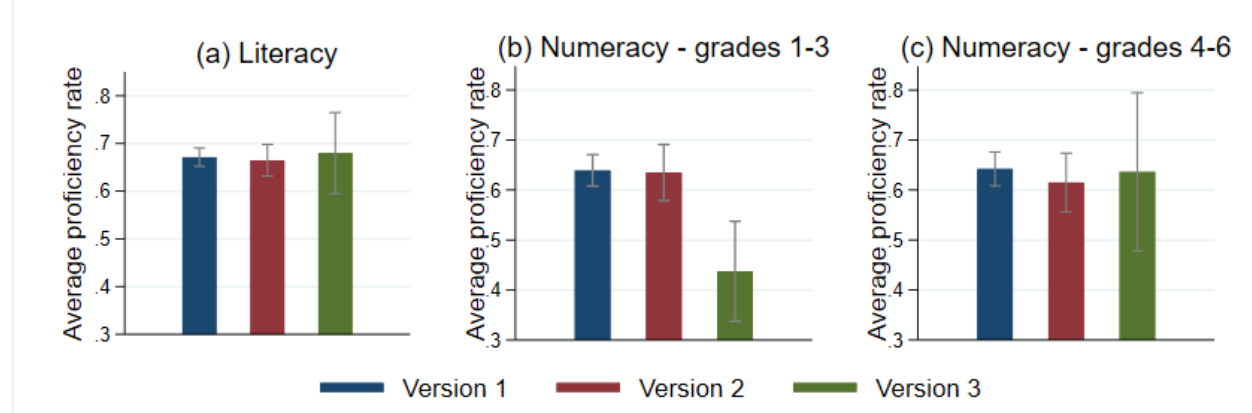 (a) Literacy
Average proficiency rate
.8
.7
.6
.5
.4
.3
(b) Numeracy - grades 1-3
Average proficiency rate
.8
.7
.6
.5
.4
.3
(c) Numeracy - grades 4-6
Average proficiency rate
.8
.7
.6
.5
.4
.3
Version 1 Version 2 Version 3